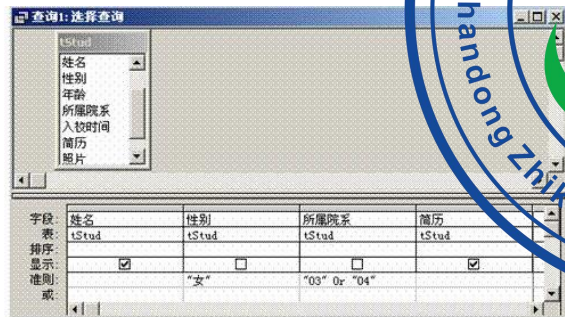 查询1:选择查询
tStud
姓名
性别
年龄
所属院系
入校时间
简历
照片
字段: 姓名 性别 所属院系 简历
表: tStud tStud tStud tStud
排序:
显示:
准则: "女" "03" Or "04"
或:
handong Zhik